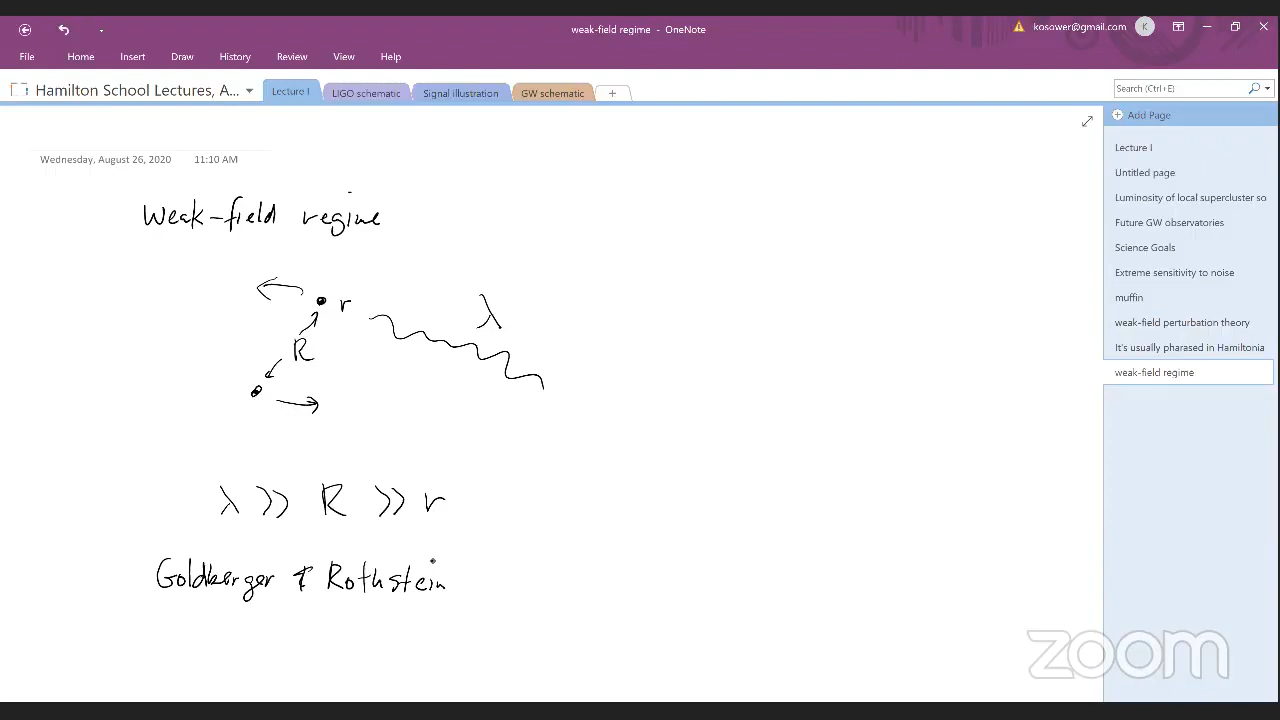 weak-field regime - OneNote
kosower@gmail.com
K
File Home Insert Draw History Review View Help
Hamilton School Lectures, A...
Lecture I
LIGO schematic
Signal illustration
GW schematic
+
Search (Ctrl+E)
Add Page
Wednesday, August 26, 2020 11:10 AM
Lecture I
Untitled page
Luminosity of local supercluster so
Future GW observatories
Science Goals
Extreme sensitivity to noise
muffin
weak-field perturbation theory
It's usually pharased in Hamiltonia
weak-field regime
Weak-field regime
r
λ
R
λ >> R >> r
Goldberger & Rothstein
zoom